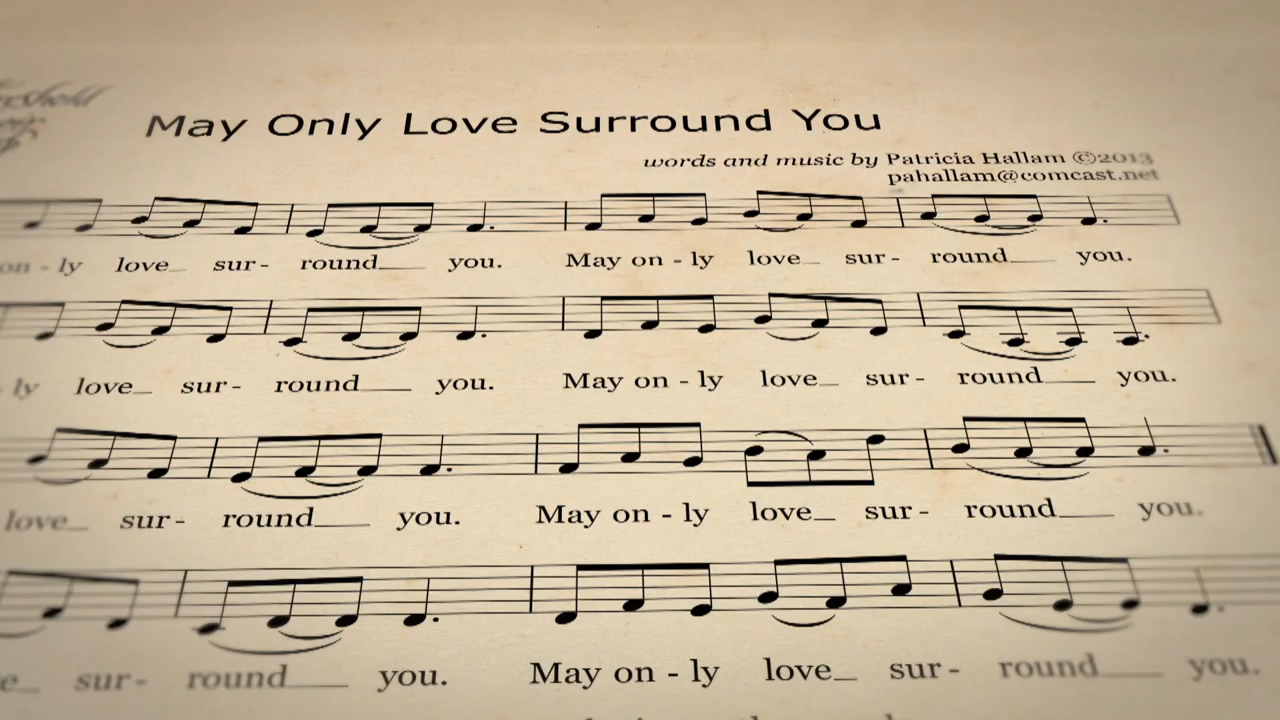 May Only Love Surround You
words and music by Patricia Hallam ©2013
pahallam@comcast.net
on - ly love_ sur- round___ you. May on - ly love_ sur- round___ you.
- ly love_ sur- round___ you. May on - ly love_ sur- round___ you.
love_ sur- round___ you. May on - ly love_ sur- round___ you.
sur- round___ you. May on - ly love_ sur- round___ you.